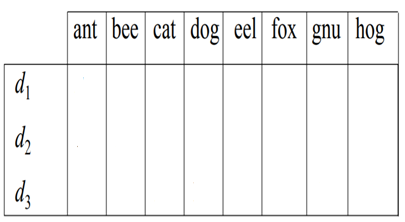 ant bee cat dog eel fox gnu hog
d₁
d₂
d₃